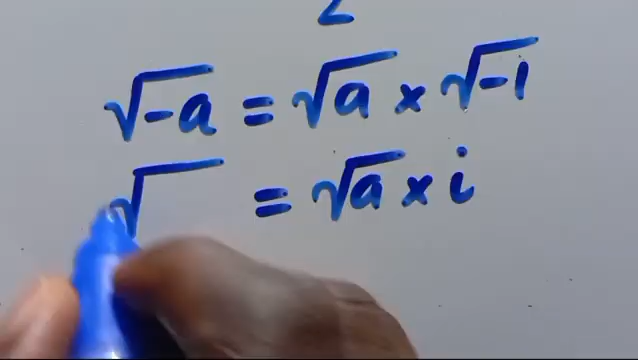 2
√-a = √a × √-1
√ = √a × i